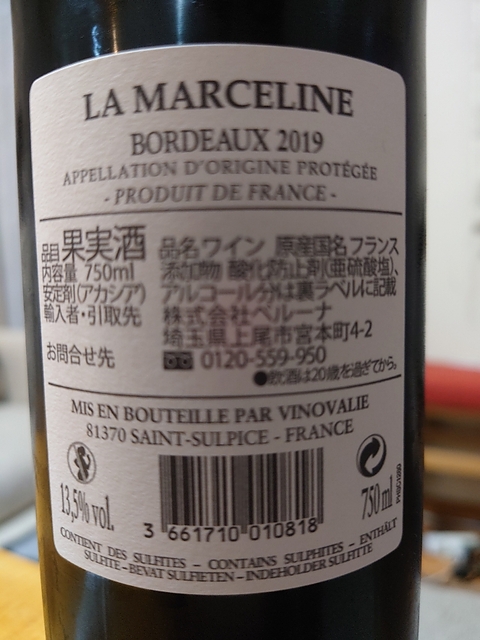 LA MARCELINE
BORDEAUX 2019
APPELLATION D'ORIGINE PROTÉGÉE
- PRODUIT DE FRANCE -
品目 果実酒 品名 ワイン 原産国名 フランス
内容量 750ml 添加物 酸化防止剤(亜硫酸塩)、
安定剤(アカシア) アルコール分は裏ラベルに記載
輸入者・引取先 株式会社ベルーナ
埼玉県上尾市宮本町4-2
お問合せ先 0120-559-950
●飲酒は20歳を過ぎてから。
MIS EN BOUTEILLE PAR VINOVALIE
81370 SAINT-SULPICE - FRANCE
13,5% vol.
750 ml
3 661710 010818
CONTIENT DES SULFITES - CONTAINS SULPHITES - ENTHÄLT
SULFITE - BEVAT SULFIETEN - INDEHOLDER SULFITTE